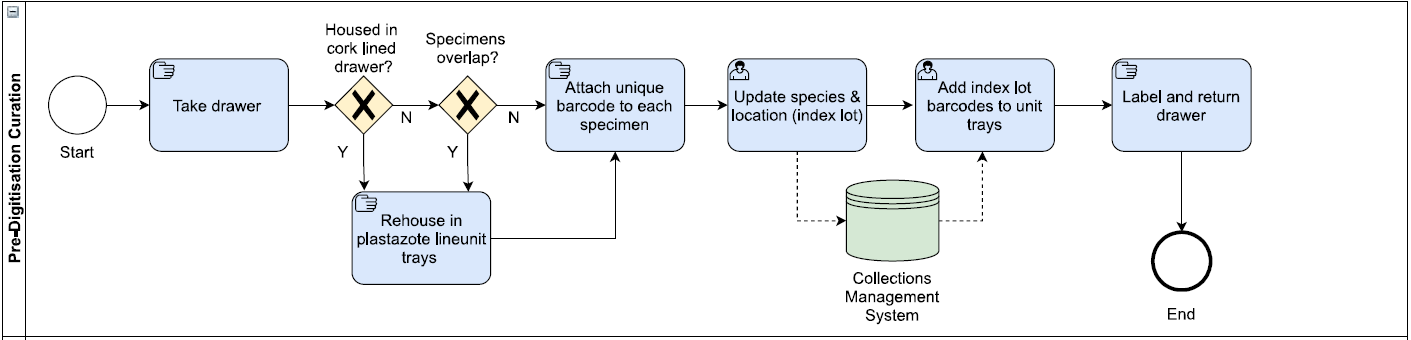 Pre-Digitisation Curation
Start
Take drawer
Housed in
cork lined
drawer?
N
Y
Specimens
overlap?
N
Y
Rehouse in
plastazote lineunit
trays
Attach unique
barcode to each
specimen
Update species &
location (index lot)
Collections
Management
System
Add index lot
barcodes to unit
trays
Label and return
drawer
End